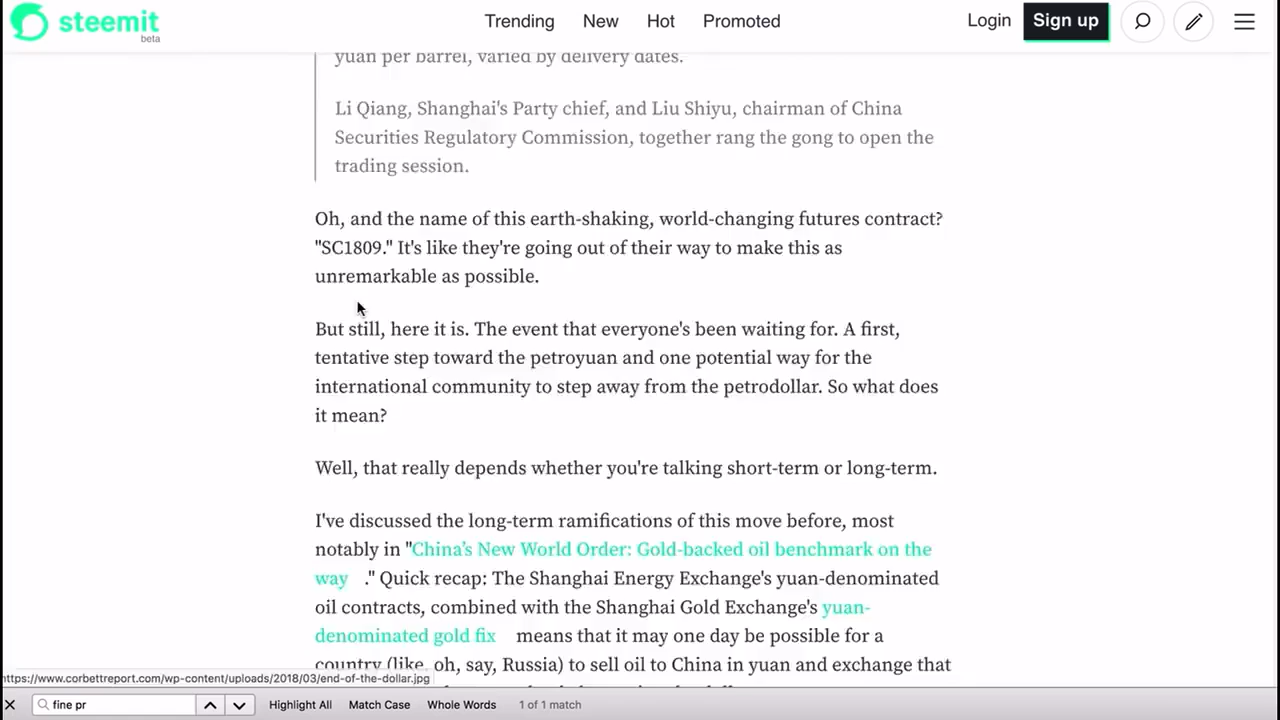 steemit
beta
Trending New Hot Promoted
Login Sign up
yuan per barrel, varied by delivery dates.
Li Qiang, Shanghai's Party chief, and Liu Shiyu, chairman of China
Securities Regulatory Commission, together rang the gong to open the
trading session.
Oh, and the name of this earth-shaking, world-changing futures contract?
"SC1809." It's like they're going out of their way to make this as
unremarkable as possible.
But still, here it is. The event that everyone's been waiting for. A first,
tentative step toward the petroyuan and one potential way for the
international community to step away from the petrodollar. So what does
it mean?
Well, that really depends whether you're talking short-term or long-term.
I've discussed the long-term ramifications of this move before, most
notably in "China’s New World Order: Gold-backed oil benchmark on the
way ." Quick recap: The Shanghai Energy Exchange's yuan-denominated
oil contracts, combined with the Shanghai Gold Exchange's yuan-
denominated gold fix means that it may one day be possible for a
country (like, oh, say, Russia) to sell oil to China in yuan and exchange that
https://www.corbettreport.com/wp-content/uploads/2018/03/end-of-the-dollar.jpg
fine pr Highlight All Match Case Whole Words 1 of 1 match